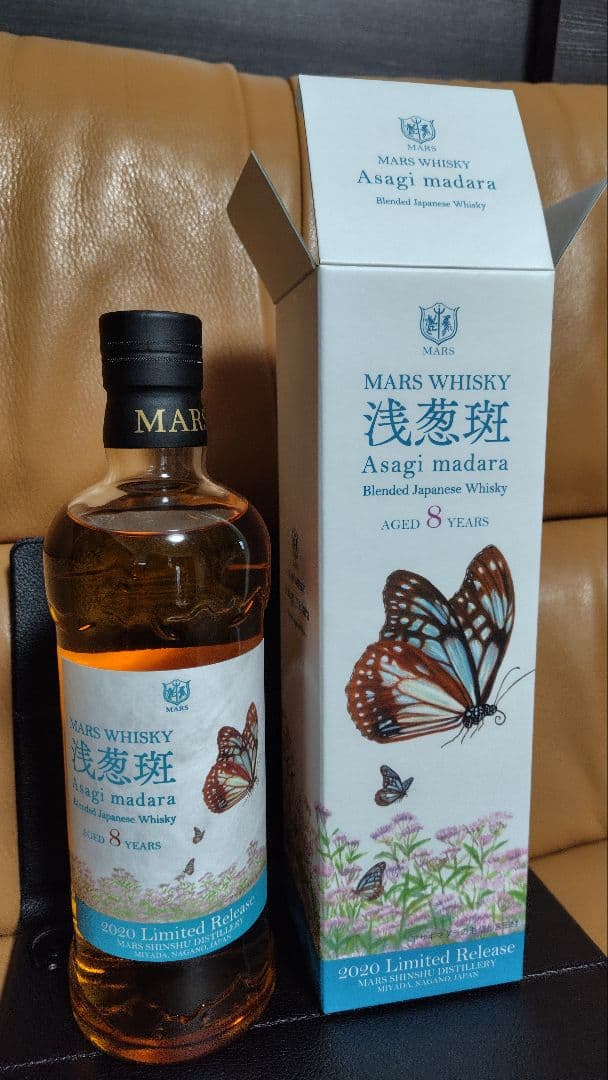 MARS
MARS WHISKY
Asagi madara
Blended Japanese Whisky
MARS
MARS WHISKY
浅葱斑
Asagi madara
Blended Japanese Whisky
AGED 8 YEARS
2020 Limited Release
MARS SHINSHU DISTILLERY
MIYADA, NAGANO, JAPAN
MARS
MARS
MARS WHISKY
浅葱斑
Asagi madara
Blended Japanese Whisky
AGED 8 YEARS
2020 Limited Release
MARS SHINSHU DISTILLERY
MIYADA, NAGANO, JAPAN